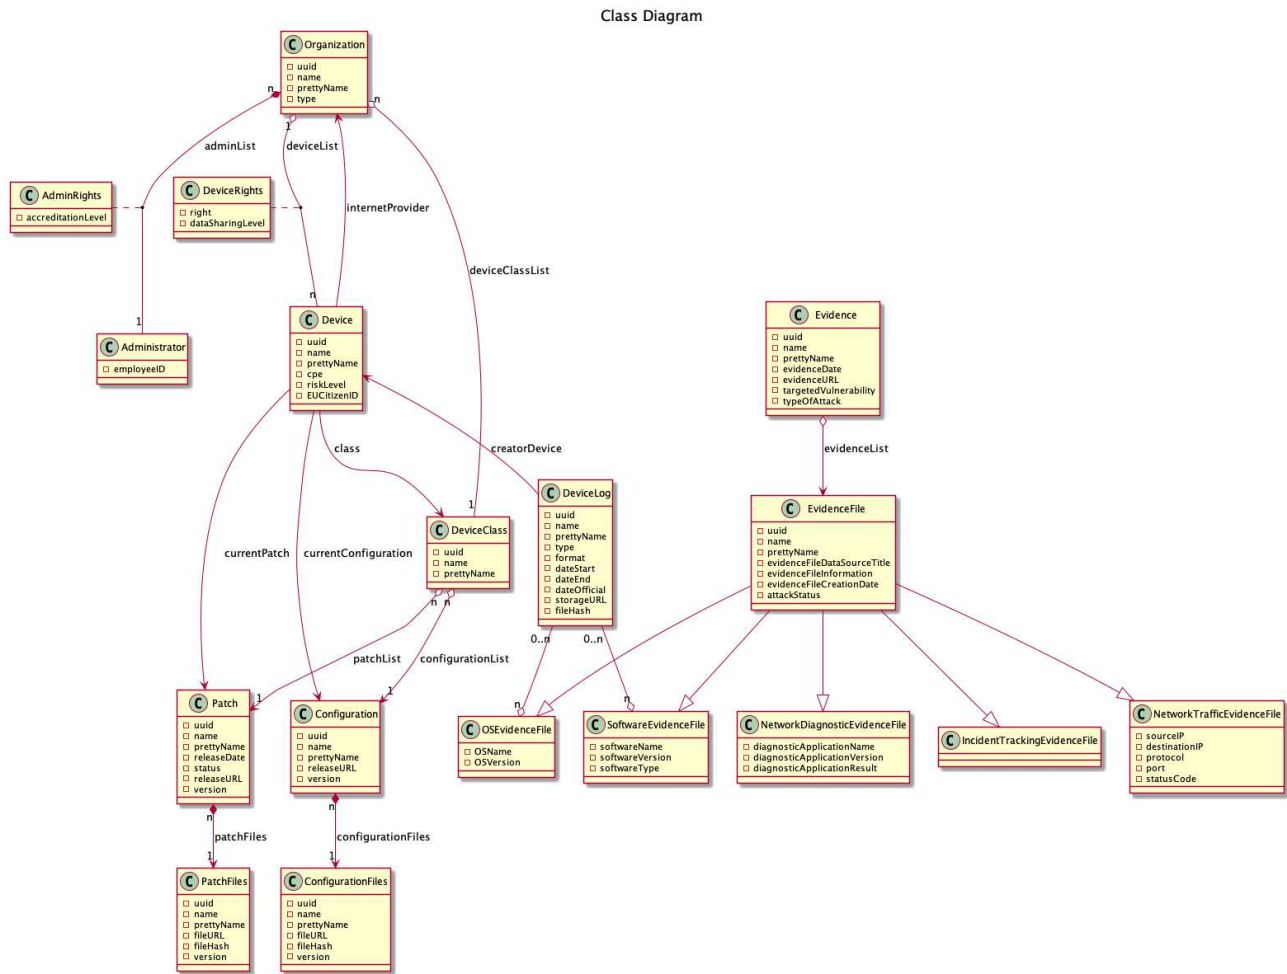 Class Diagram
C Organization
uuid
name
prettyName
type
n
n
1
adminList
deviceList
internetProvider
deviceClassList
C AdminRights
accreditationLevel
C DeviceRights
right
dataSharingLevel
n
1
C Administrator
employeeID
C Device
uuid
name
prettyName
cpe
riskLevel
EUCitizenID
C Evidence
uuid
name
prettyName
evidenceDate
evidenceURL
targetedVulnerability
typeOfAttack
class
creatorDevice
evidenceList
1
C DeviceLog
uuid
name
prettyName
type
format
dateStart
dateEnd
dateOfficial
storageURL
fileHash
C DeviceClass
uuid
name
prettyName
C EvidenceFile
uuid
name
prettyName
evidenceFileDataSourceTitle
evidenceFileInformation
evidenceFileCreationDate
attackStatus
currentPatch
currentConfiguration
n
n
0..n
0..n
patchList
configurationList
1
1
n
n
C Patch
uuid
name
prettyName
releaseDate
status
releaseURL
version
C Configuration
uuid
name
prettyName
releaseURL
version
C OSEvidenceFile
OSName
OSVersion
C SoftwareEvidenceFile
softwareName
softwareVersion
softwareType
C NetworkDiagnosticEvidenceFile
diagnosticApplicationName
diagnosticApplicationVersion
diagnosticApplicationResult
C IncidentTrackingEvidenceFile
C NetworkTrafficEvidenceFile
sourceIP
destinationIP
protocol
port
statusCode
n
n
patchFiles
configurationFiles
1
1
C PatchFiles
uuid
name
prettyName
fileURL
fileHash
version
C ConfigurationFiles
uuid
name
prettyName
fileURL
fileHash
version